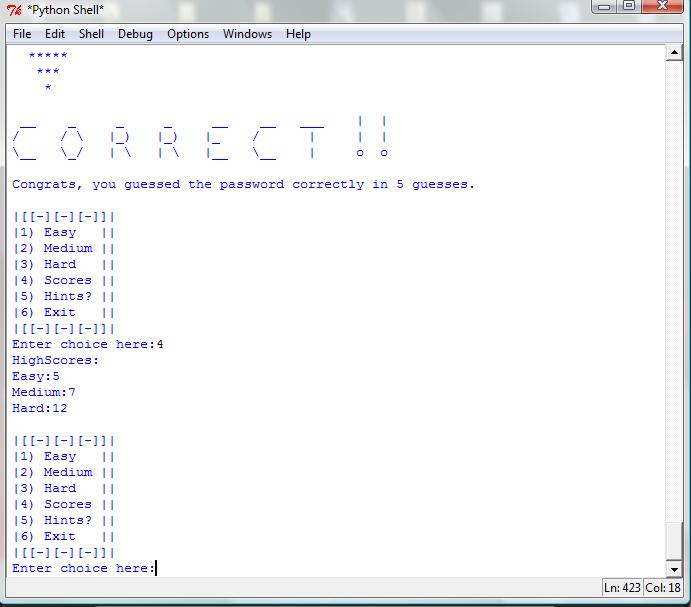 *Python Shell*
File Edit Shell Debug Options Windows Help
*****
***
*
CORRECT !!
Congrats, you guessed the password correctly in 5 guesses.
|[[-][-][-]]|
|1) Easy   ||
|2) Medium ||
|3) Hard   ||
|4) Scores ||
|5) Hints? ||
|6) Exit   ||
|[[-][-][-]]|
Enter choice here:4
HighScores:
Easy:5
Medium:7
Hard:12
|[[-][-][-]]|
|1) Easy   ||
|2) Medium ||
|3) Hard   ||
|4) Scores ||
|5) Hints? ||
|6) Exit   ||
|[[-][-][-]]|
Enter choice here:
Ln: 423 Col: 18